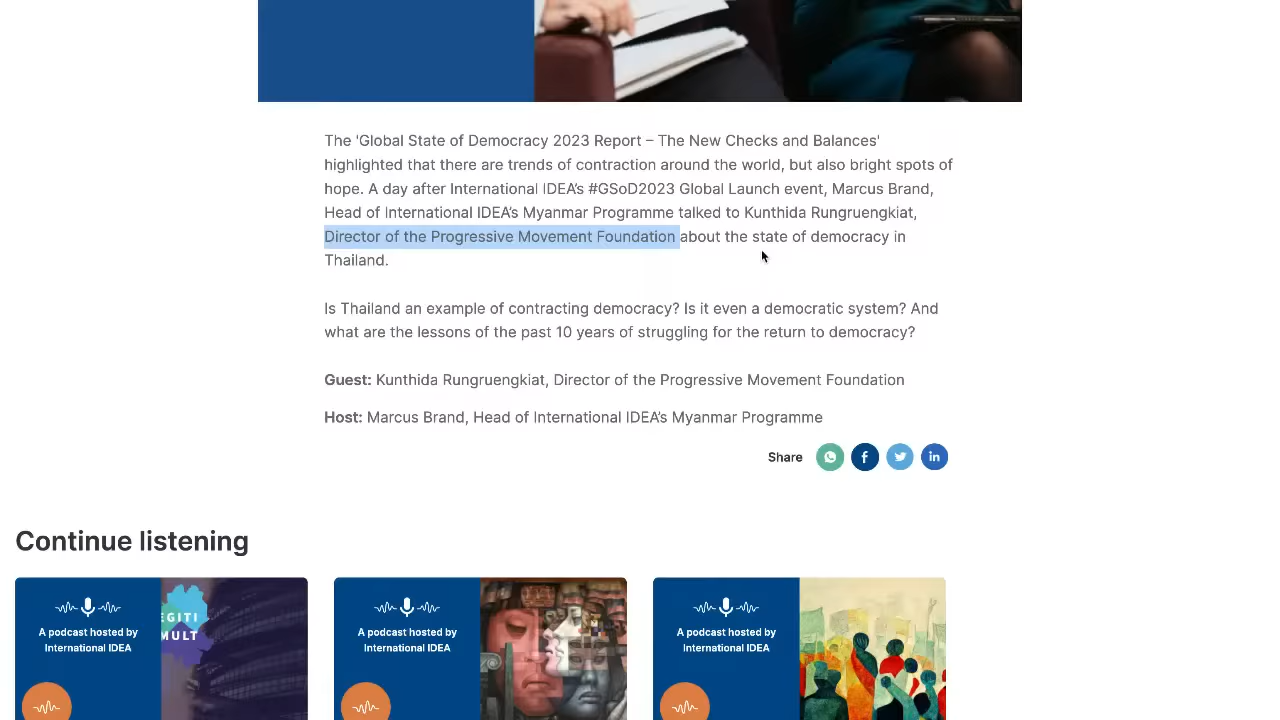 The 'Global State of Democracy 2023 Report – The New Checks and Balances'
highlighted that there are trends of contraction around the world, but also bright spots of
hope. A day after International IDEA's #GSoD2023 Global Launch event, Marcus Brand,
Head of International IDEA's Myanmar Programme talked to Kunthida Rungruengkiat,
Director of the Progressive Movement Foundation about the state of democracy in
Thailand.
Is Thailand an example of contracting democracy? Is it even a democratic system? And
what are the lessons of the past 10 years of struggling for the return to democracy?
Guest: Kunthida Rungruengkiat, Director of the Progressive Movement Foundation
Host: Marcus Brand, Head of International IDEA's Myanmar Programme
Share
Continue listening
A podcast hosted by
International IDEA
EGITI
MULT
A podcast hosted by
International IDEA
A podcast hosted by
International IDEA